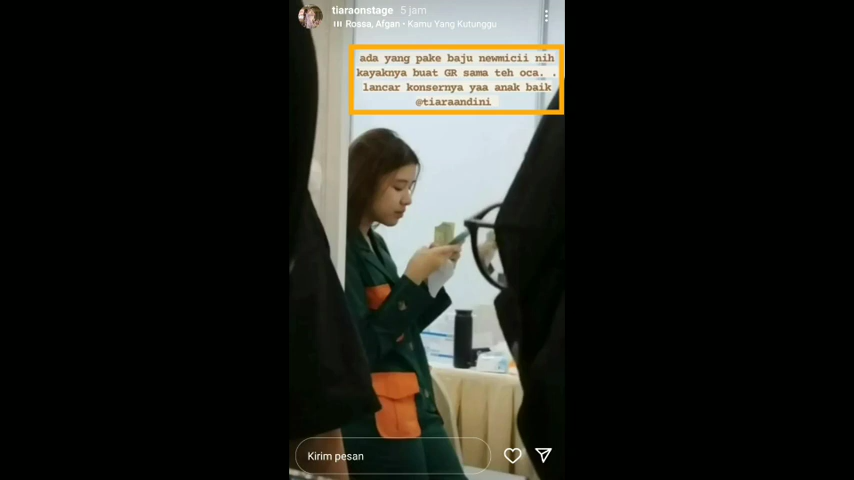 tiaraonstage 5 jam
Rossa, Afgan • Kamu Yang Kutunggu
ada yang pake baju newmicii nih
kayaknya buat GR sama teh oca. .
lancar konsernya yaa anak baik
@tiaraandini
Kirim pesan